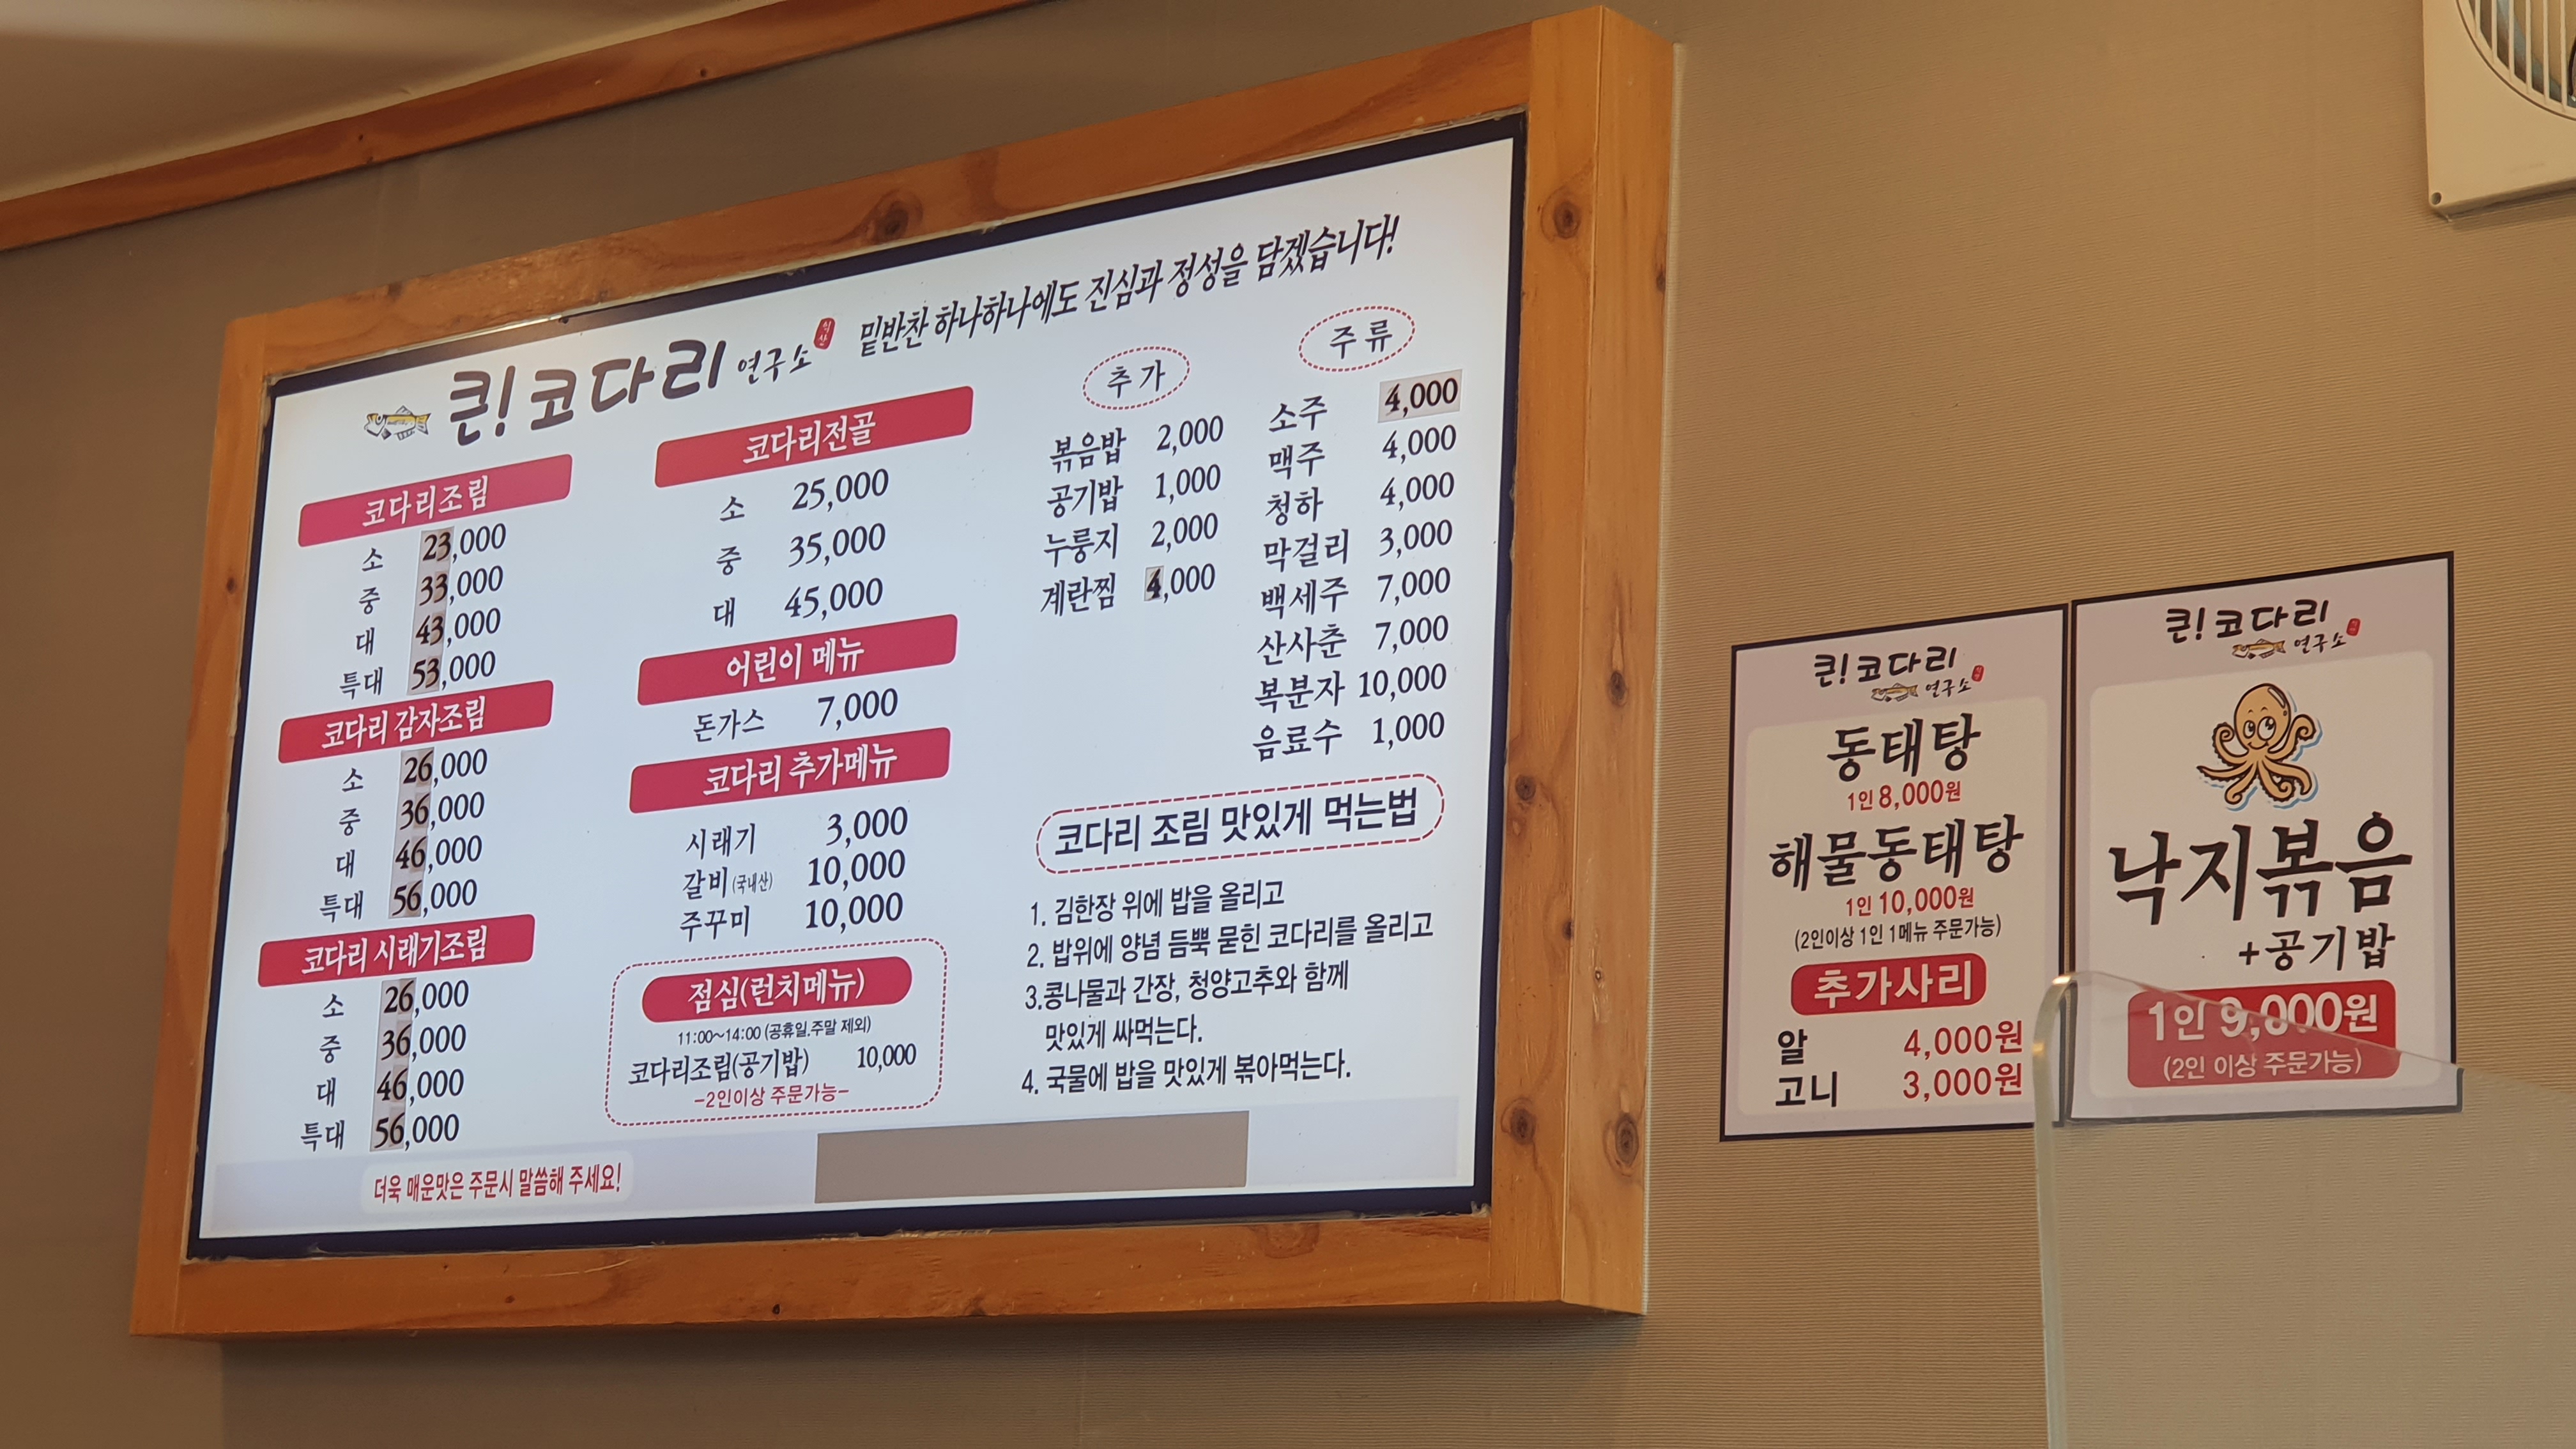 큰! 코다리 연구소 식산
밑반찬 하나하나에도 진심과 정성을 담겠습니다!
코다리조림
소 23,000
중 33,000
대 43,000
특대 53,000
코다리 감자조림
소 26,000
중 36,000
대 46,000
특대 56,000
코다리 시래기조림
소 26,000
중 36,000
대 46,000
특대 56,000
더욱 매운맛은 주문시 말씀해 주세요!
코다리전골
소 25,000
중 35,000
대 45,000
어린이 메뉴
돈가스 7,000
코다리 추가메뉴
시래기 3,000
갈비(국내산) 10,000
주꾸미 10,000
점심(런치메뉴)
11:00~14:00 (공휴일.주말 제외)
코다리조림(공기밥) 10,000
-2인이상 주문가능-
추가
볶음밥 2,000
공기밥 1,000
누룽지 2,000
계란찜 4,000
주류
소주 4,000
맥주 4,000
청하 4,000
막걸리 3,000
백세주 7,000
산사춘 7,000
복분자 10,000
음료수 1,000
코다리 조림 맛있게 먹는법
1. 김한장 위에 밥을 올리고
2. 밥위에 양념 듬뿍 묻힌 코다리를 올리고
3.콩나물과 간장, 청양고추와 함께
맛있게 싸먹는다.
4. 국물에 밥을 맛있게 볶아먹는다.
큰! 코다리
연구소
동태탕
1인 8,000원
해물동태탕
1인 10,000원
(2인이상 1인 1메뉴 주문가능)
추가사리
알 4,000원
고니 3,000원
큰! 코다리
연구소
낙지볶음
+공기밥
1인 9,000원
(2인 이상 주문가능)